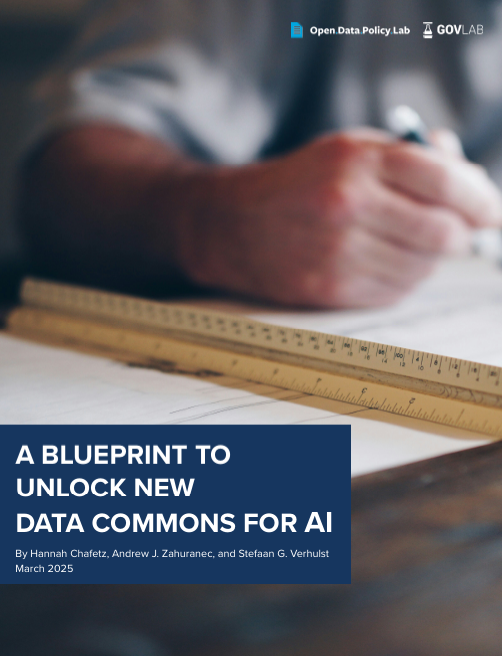 Open.Data.Policy.Lab GOVLAB
A BLUEPRINT TO
UNLOCK NEW
DATA COMMONS FOR AI
By Hannah Chafetz, Andrew J. Zahuranec, and Stefaan G. Verhulst
March 2025